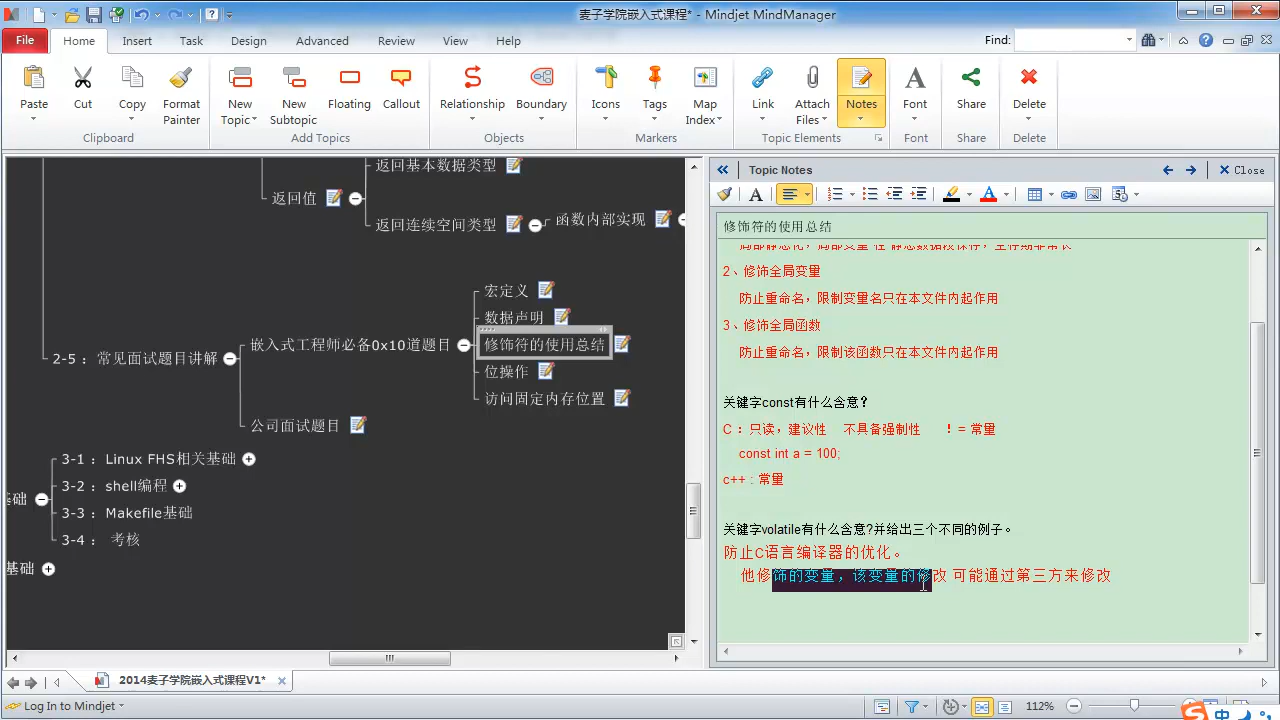 麦子学院嵌入式课程* - Mindjet MindManager
File Home Insert Task Design Advanced Review View Help Find:
Paste Cut Copy Format Painter New Topic New Subtopic Floating Callout Relationship Boundary Icons Tags Map Index Link Attach Files Notes Font Share Delete
Clipboard Add Topics Objects Markers Topic Elements Font Share Delete
返回基本数据类型
返回值
返回连续空间类型
函数内部实现
宏定义
数据声明
2-5： 常见面试题目讲解
嵌入式工程师必备0x10道题目
修饰符的使用总结
位操作
访问固定内存位置
公司面试题目
3-1： Linux FHS相关基础
3-2： shell编程
基础
3-3： Makefile基础
3-4： 考核
基础
Topic Notes
Close
修饰符的使用总结
2、修饰全局变量
防止重命名，限制变量名只在本文件内起作用
3、修饰全局函数
防止重命名，限制该函数只在本文件内起作用
关键字const有什么含意？
C：只读，建议性 不具备强制性 ！= 常量
const int a = 100;
c++ : 常量
关键字volatile有什么含意?并给出三个不同的例子。
防止C语言编译器的优化。
他修饰的变量，该变量的修改 可能通过第三方来修改
2014麦子学院嵌入式课程V1*
Log In to Mindjet
112%
中